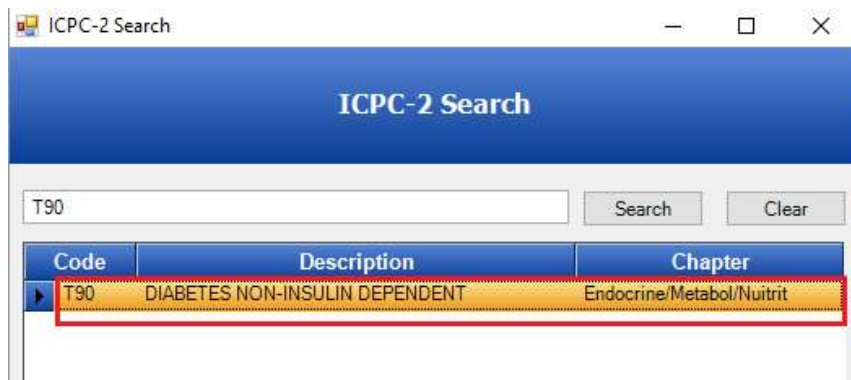 ICPC-2 Search
ICPC-2 Search
T90 Search Clear
Code Description Chapter
T90 DIABETES NON-INSULIN DEPENDENT Endocrine/Metabol/Nuitrit